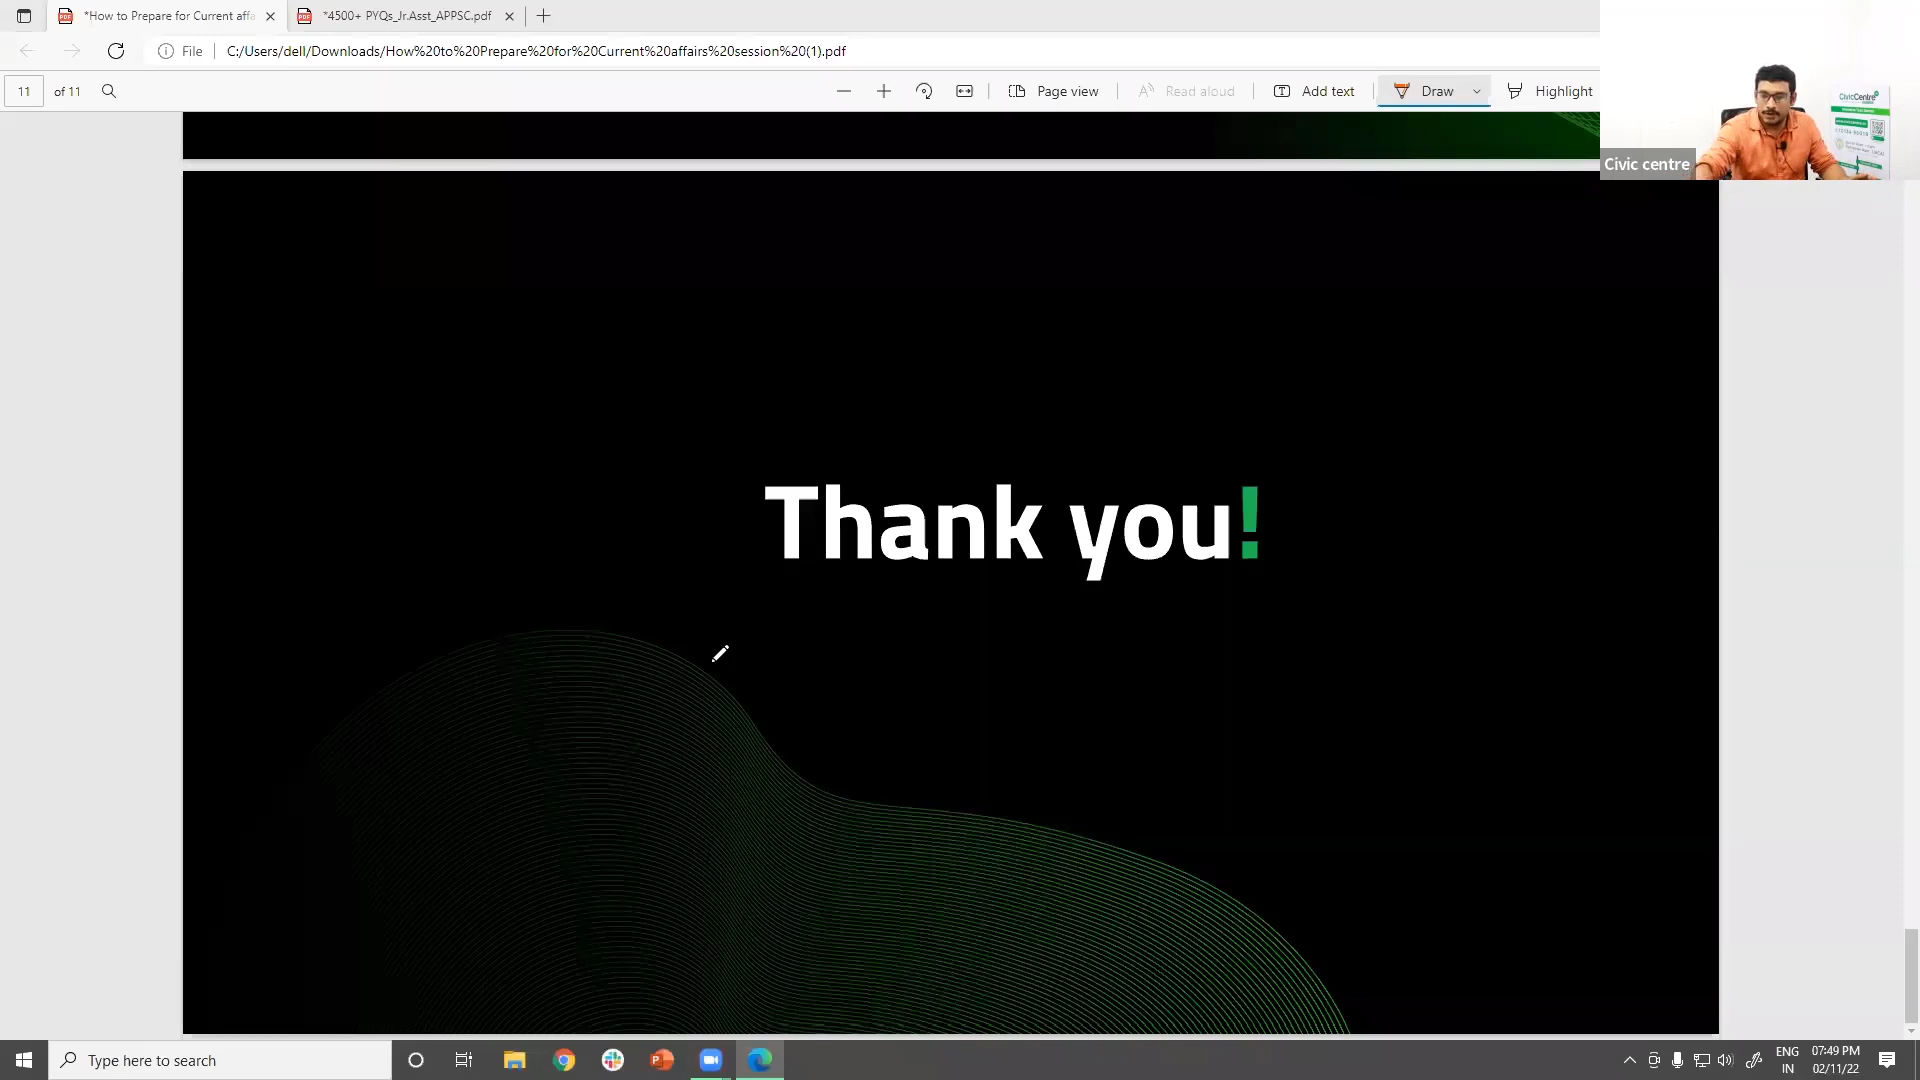 *How to Prepare for Current affa
*4500+ PYQs_Jr.Asst_APPSC.pdf
File
C:/Users/dell/Downloads/How%20to%20Prepare%20for%20Current%20affairs%20session%20(1).pdf
11 of 11
Page view
Read aloud
Add text
Draw
Highlight
CivicCentre
Civic centre
Thank you!
Type here to search
ENG
IN
07:49 PM
02/11/22